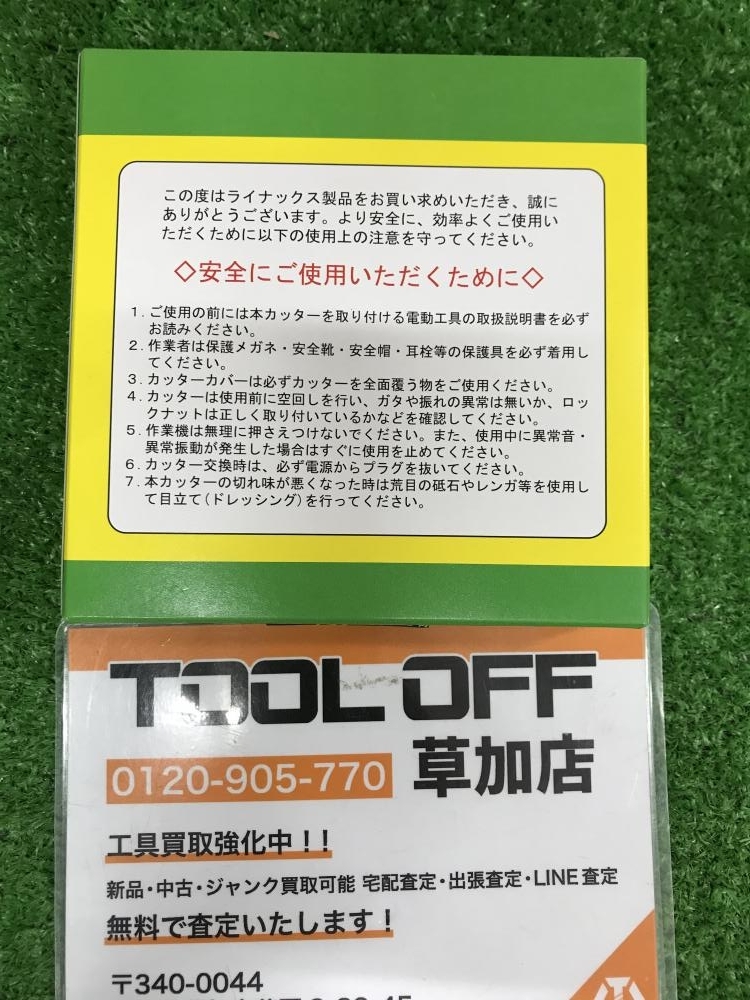 この度はライナックス製品をお買い求めいただき、誠に
ありがとうございます。より安全に、効率よくご使用い
ただくために以下の使用上の注意を守ってください。
◇安全にご使用いただくために◇
1. ご使用の前には本カッターを取り付ける電動工具の取扱説明書を必ず
お読みください。
2. 作業者は保護メガネ・安全靴・安全帽・耳栓等の保護具を必ず着用し
てください。
3. カッターカバーは必ずカッターを全面覆う物をご使用ください。
4. カッターは使用前に空回しを行い、ガタや振れの異常は無いか、ロッ
クナットは正しく取り付いているかなどを確認してください。
5. 作業機は無理に押さえつけないでください。また、使用中に異常音・
異常振動が発生した場合はすぐに使用を止めてください。
6. カッター交換時は、必ず電源からプラグを抜いてください。
7. 本カッターの切れ味が悪くなった時は荒目の砥石やレンガ等を使用し
て目立て(ドレッシング)を行ってください。
TOOL OFF
0120-905-770 草加店
工具買取強化中!!
新品・中古・ジャンク買取可能 宅配査定・出張査定・LINE査定
無料で査定いたします!
〒340-0044